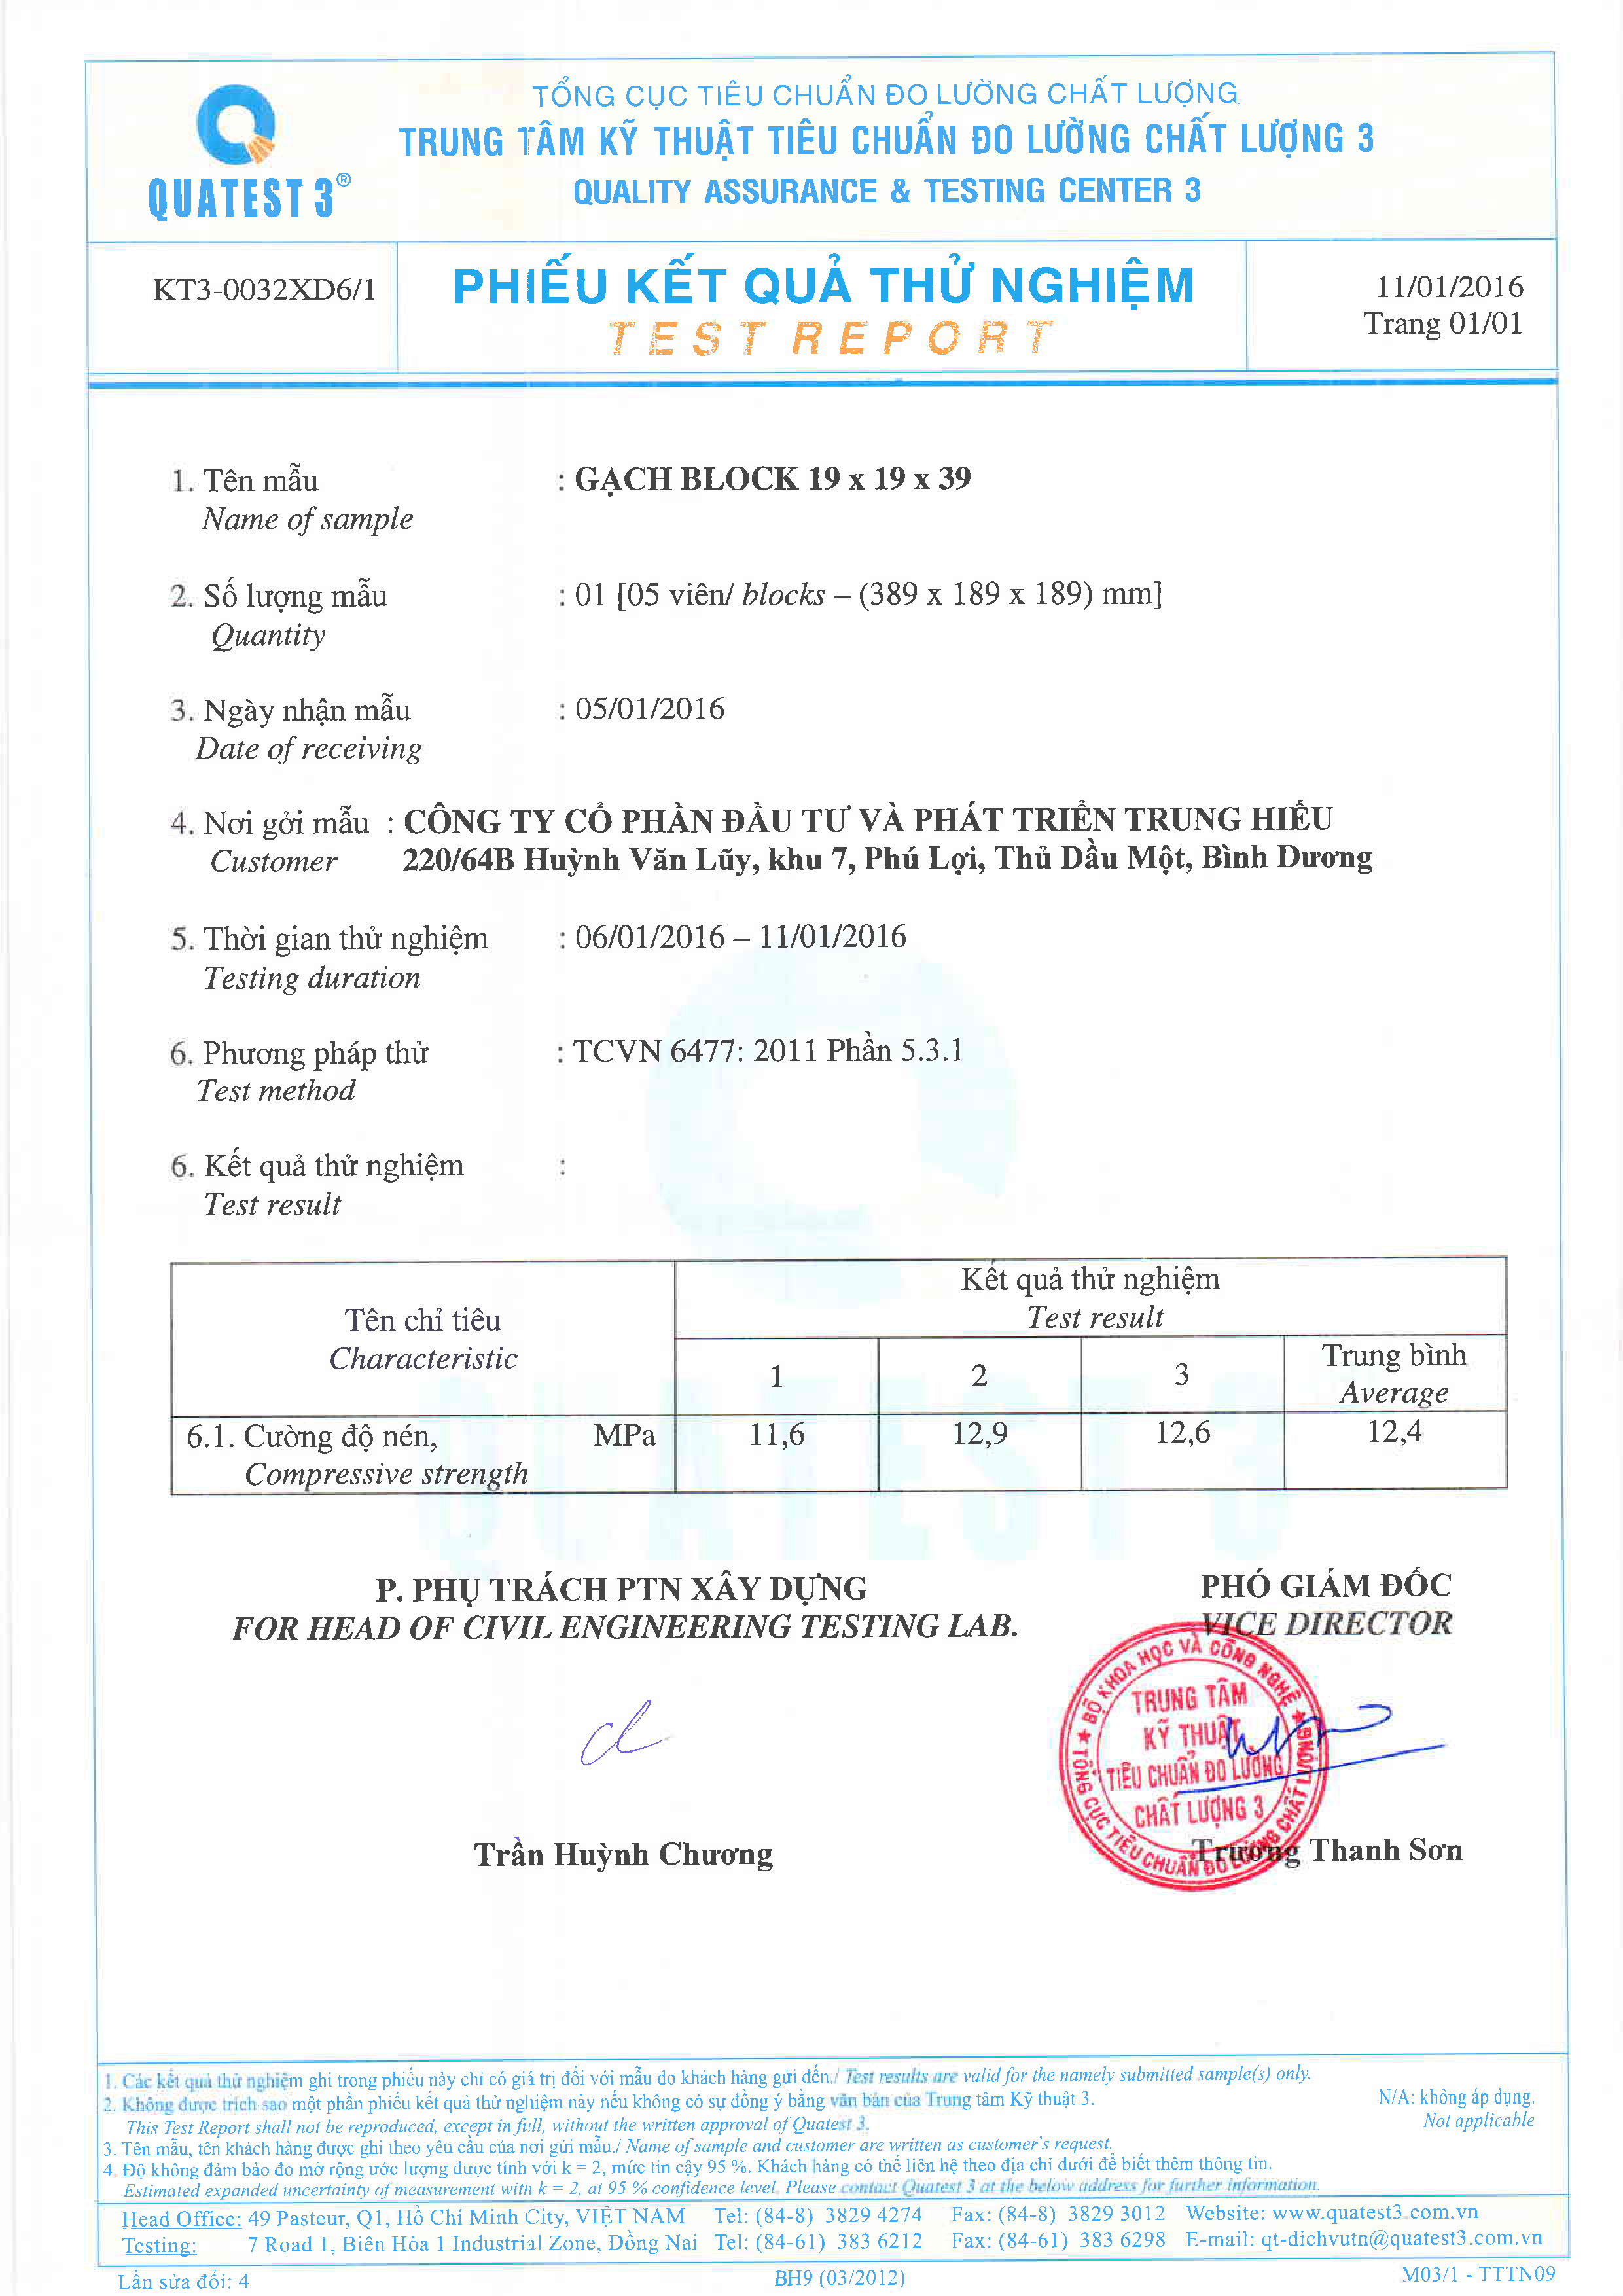 TỔNG CỤC TIÊU CHUẨN ĐO LƯỜNG CHẤT LƯỢNG
TRUNG TÂM KỸ THUẬT TIÊU CHUẨN ĐO LƯỜNG CHẤT LƯỢNG 3
QUALITY ASSURANCE & TESTING CENTER 3
QUATEST 3®
KT3-0032XD6/1
PHIẾU KẾT QUẢ THỬ NGHIỆM
TEST REPORT
11/01/2016
Trang 01/01
1. Tên mẫu : GẠCH BLOCK 19 x 19 x 39
Name of sample
2. Số lượng mẫu : 01 [05 viên/ blocks – (389 x 189 x 189) mm]
Quantity
3. Ngày nhận mẫu : 05/01/2016
Date of receiving
4. Nơi gởi mẫu : CÔNG TY CỔ PHẦN ĐẦU TƯ VÀ PHÁT TRIỂN TRUNG HIẾU
Customer 220/64B Huỳnh Văn Lũy, khu 7, Phú Lợi, Thủ Dầu Một, Bình Dương
5. Thời gian thử nghiệm : 06/01/2016 – 11/01/2016
Testing duration
6. Phương pháp thử : TCVN 6477: 2011 Phần 5.3.1
Test method
6. Kết quả thử nghiệm :
Test result
Tên chỉ tiêu
Characteristic
Kết quả thử nghiệm
Test result
1 2 3 Trung bình
Average
6.1. Cường độ nén, MPa 11,6 12,9 12,6 12,4
Compressive strength
QUATEST 3
P. PHỤ TRÁCH PTN XÂY DỰNG
FOR HEAD OF CIVIL ENGINEERING TESTING LAB.
PHÓ GIÁM ĐỐC
VICE DIRECTOR
BỘ KHOA HỌC VÀ CÔNG NGHỆ
TỔNG CỤC TIÊU CHUẨN ĐO LƯỜNG CHẤT LƯỢNG
TRUNG TÂM
KỸ THUẬT
TIÊU CHUẨN ĐO LƯỜNG
CHẤT LƯỢNG 3
Trần Huỳnh Chương
Trương Thanh Sơn
1. Các kết quả thử nghiệm ghi trong phiếu này chỉ có giá trị đối với mẫu do khách hàng gửi đến./ Test results are valid for the namely submitted sample(s) only.
2. Không được trích sao một phần phiếu kết quả thử nghiệm này nếu không có sự đồng ý bằng văn bản của Trung tâm Kỹ thuật 3.
This Test Report shall not be reproduced, except in full, without the written approval of Quatest 3.
3. Tên mẫu, tên khách hàng được ghi theo yêu cầu của nơi gửi mẫu./ Name of sample and customer are written as customer's request.
4. Độ không đảm bảo đo mở rộng ước lượng được tính với k = 2, mức tin cậy 95 %. Khách hàng có thể liên hệ theo địa chỉ dưới để biết thêm thông tin.
Estimated expanded uncertainty of measurement with k = 2, at 95 % confidence level. Please contact Quatest 3 at the below address for further information.
N/A: không áp dụng.
Not applicable
Head Office: 49 Pasteur, Q1, Hồ Chí Minh City, VIỆT NAM Tel: (84-8) 3829 4274 Fax: (84-8) 3829 3012 Website: www.quatest3.com.vn
Testing: 7 Road 1, Biên Hòa 1 Industrial Zone, Đồng Nai Tel: (84-61) 383 6212 Fax: (84-61) 383 6298 E-mail: qt-dichvutn@quatest3.com.vn
Lần sửa đổi: 4
BH9 (03/2012)
M03/1 - TTTN09